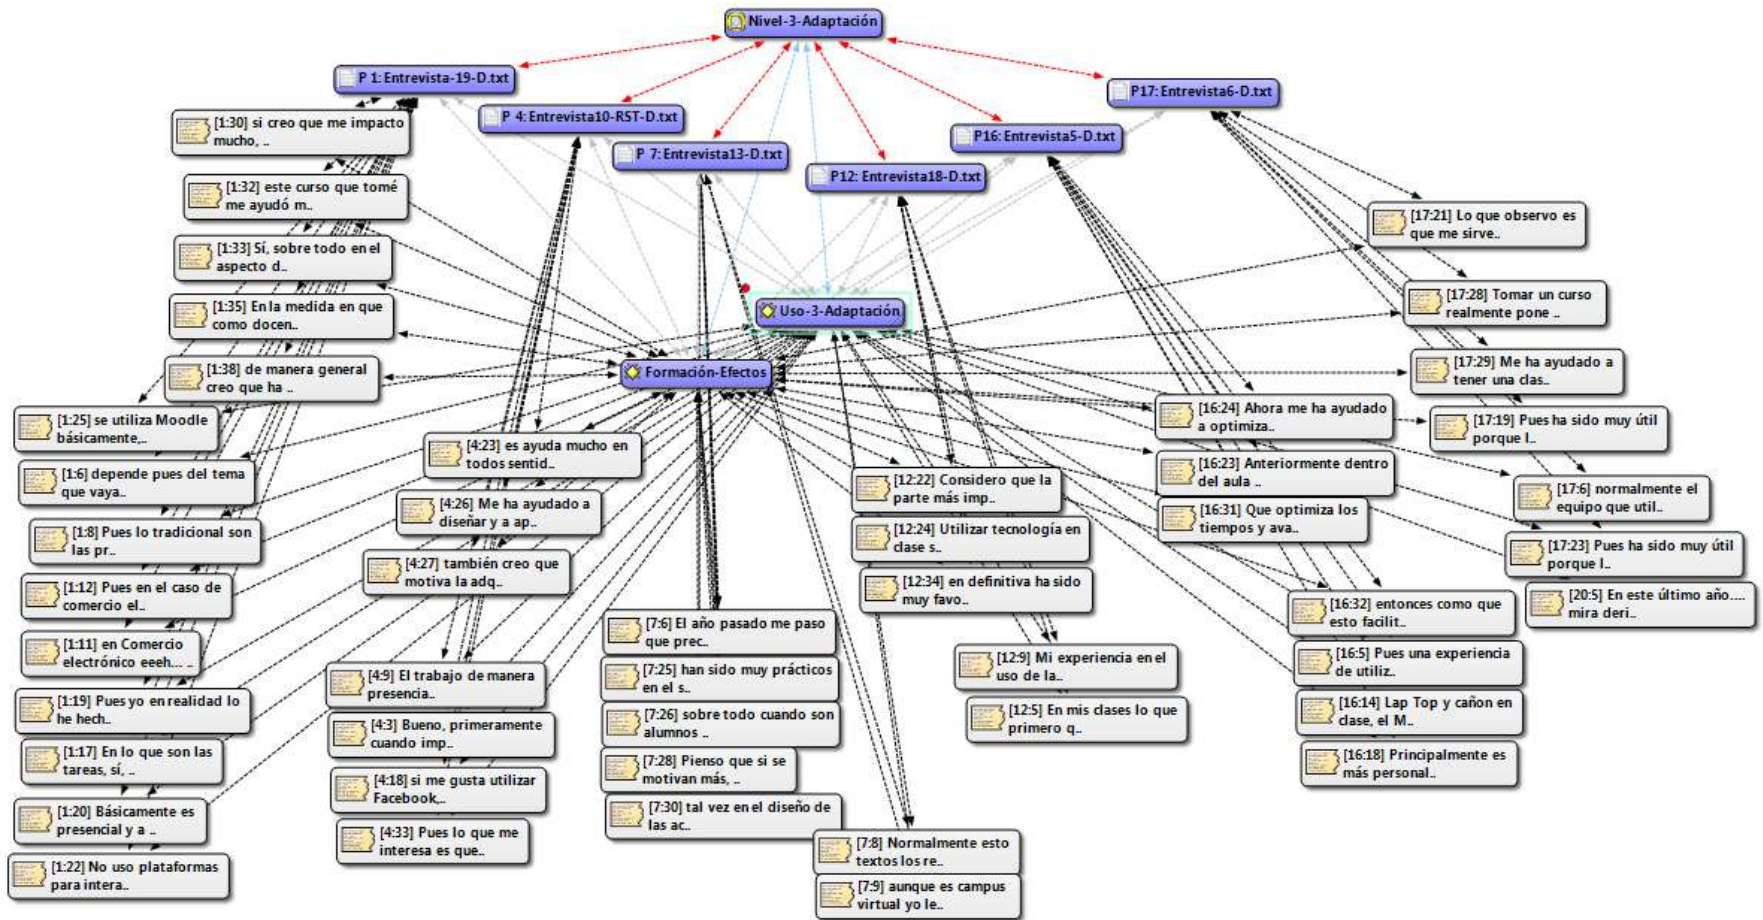 Nivel-3-Adaptación
P 1: Entrevista-19-D.txt
P 4: Entrevista10-RST-D.txt
P 7: Entrevista13-D.txt
P12: Entrevista18-D.txt
P16: Entrevista5-D.txt
P17: Entrevista6-D.txt
Uso-3-Adaptación
Formación-Efectos
[1:30] si creo que me impacto
mucho, ..
[1:32] este curso que tomé
me ayudó m..
[1:33] Sí, sobre todo en el
aspecto d..
[1:35] En la medida en que
como docen..
[1:38] de manera general
creo que ha ..
[1:25] se utiliza Moodle
básicamente,..
[1:6] depende pues del tema
que vaya..
[1:8] Pues lo tradicional son
las pr..
[1:12] Pues en el caso de
comercio el..
[1:11] en Comercio
electrónico eeeh... ..
[1:19] Pues yo en realidad lo
he hech..
[1:17] En lo que son las
tareas, sí, ..
[1:20] Básicamente es
presencial y a ..
[1:22] No uso plataformas
para intera..
[4:23] es ayuda mucho en
todos sentid..
[4:26] Me ha ayudado a
diseñar y a ap..
[4:27] también creo que
motiva la adq..
[4:9] El trabajo de manera
presencia..
[4:3] Bueno, primeramente
cuando imp..
[4:18] si me gusta utilizar
Facebook,..
[4:33] Pues lo que me
interesa es que..
[7:6] El año pasado me paso
que prec..
[7:25] han sido muy prácticos
en el s..
[7:26] sobre todo cuando son
alumnos ..
[7:28] Pienso que si se
motivan más, ..
[7:30] tal vez en el diseño de
las ac..
[7:8] Normalmente esto
textos los re..
[7:9] aunque es campus
virtual yo le..
[12:22] Considero que la
parte más imp..
[12:24] Utilizar tecnología en
clase s..
[12:34] en definitiva ha sido
muy favo..
[12:9] Mi experiencia en el
uso de la..
[12:5] En mis clases lo que
primero q..
[16:24] Ahora me ha ayudado
a optimiza..
[16:23] Anteriormente dentro
del aula ..
[16:31] Que optimiza los
tiempos y ava..
[16:32] entonces como que
esto facilit..
[16:5] Pues una experiencia
de utiliz..
[16:14] Lap Top y cañon en
clase, el M..
[16:18] Principalmente es
más personal..
[17:21] Lo que observo es
que me sirve..
[17:28] Tomar un curso
realmente pone ..
[17:29] Me ha ayudado a
tener una clas..
[17:19] Pues ha sido muy útil
porque l..
[17:6] normalmente el
equipo que util..
[17:23] Pues ha sido muy útil
porque l..
[20:5] En este último año....
mira deri..